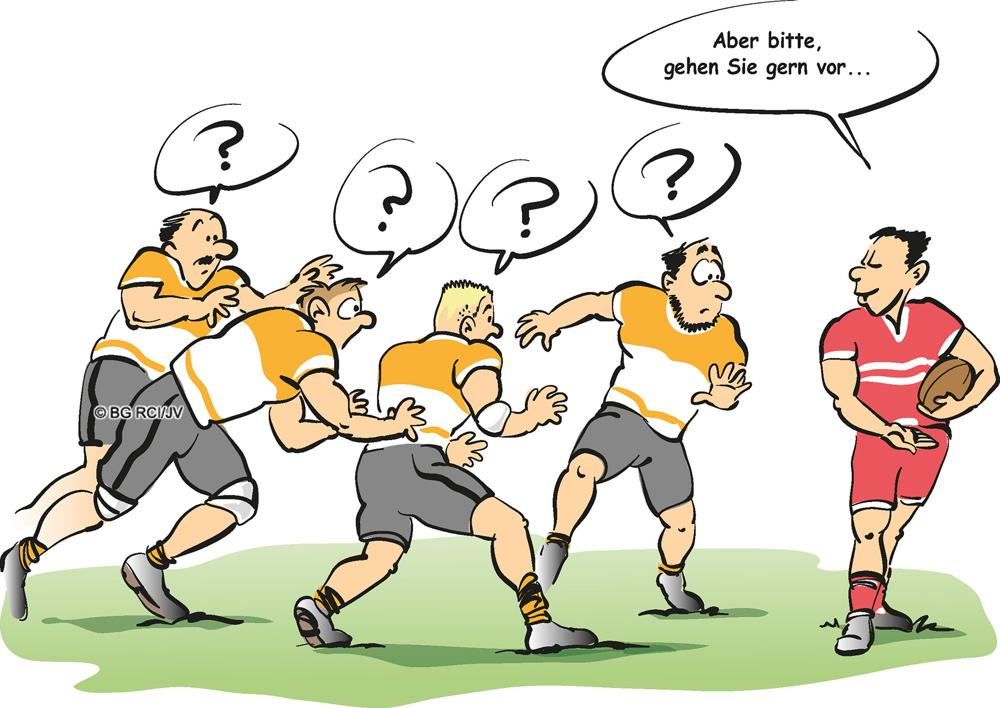 Aber bitte,
gehen Sie gern vor...
?
?
?
?
© BG RCI/JV